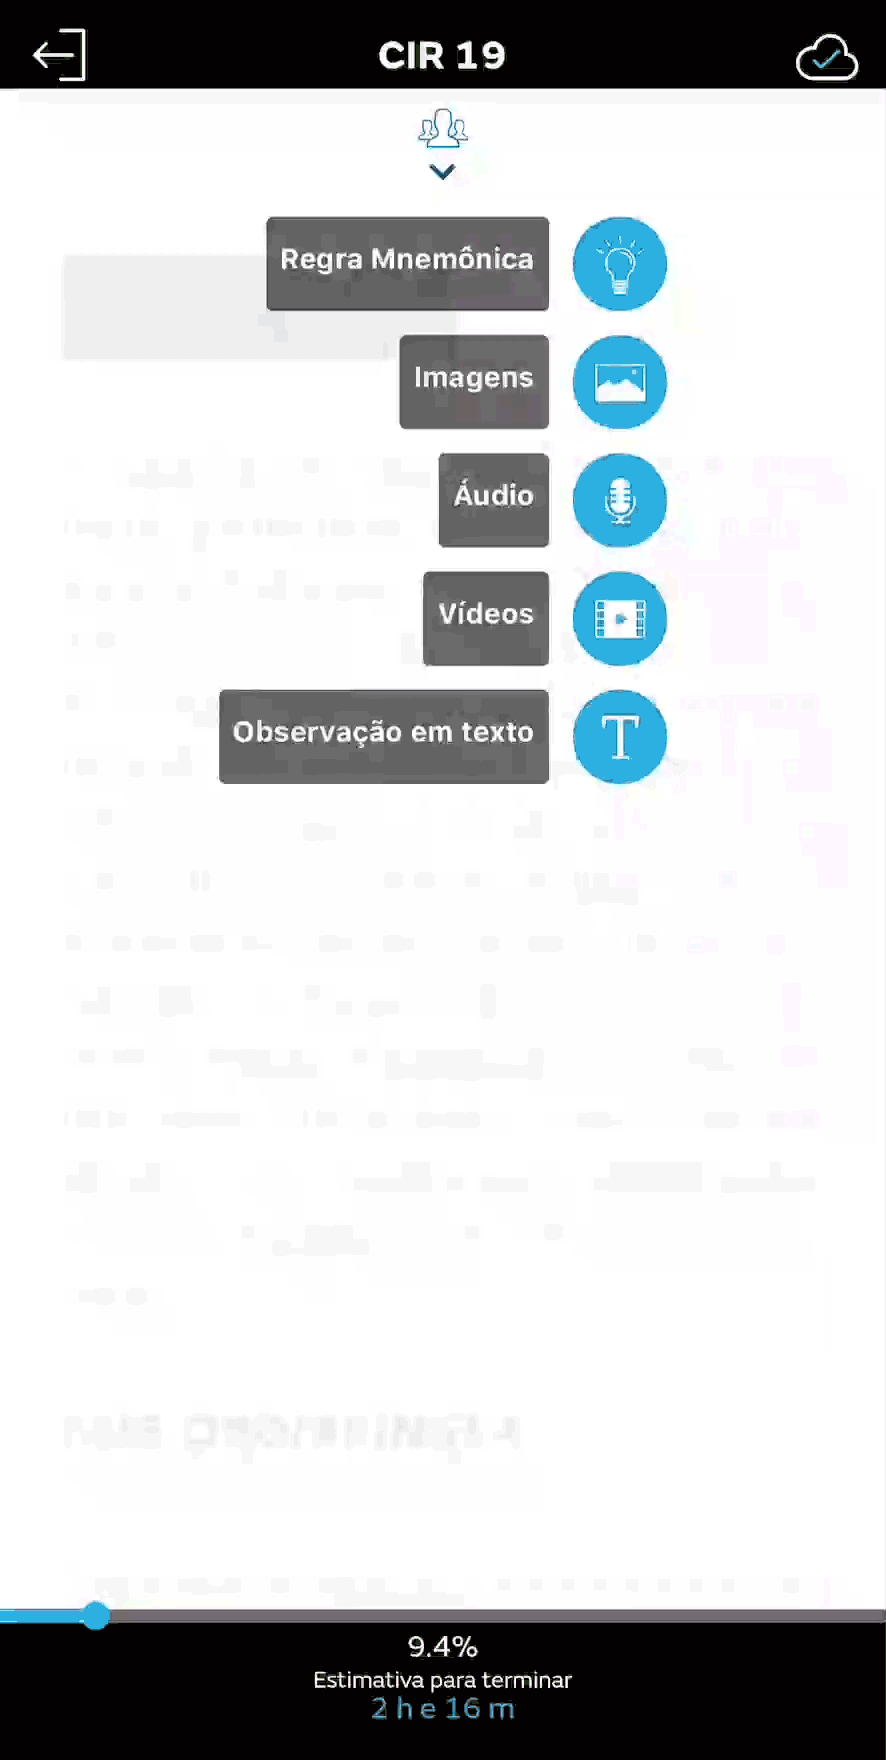 CIR 19
Regra Mnemônica
Imagens
Áudio
Vídeos
Observação em texto
T
9.4%
Estimativa para terminar
2 h e 16 m